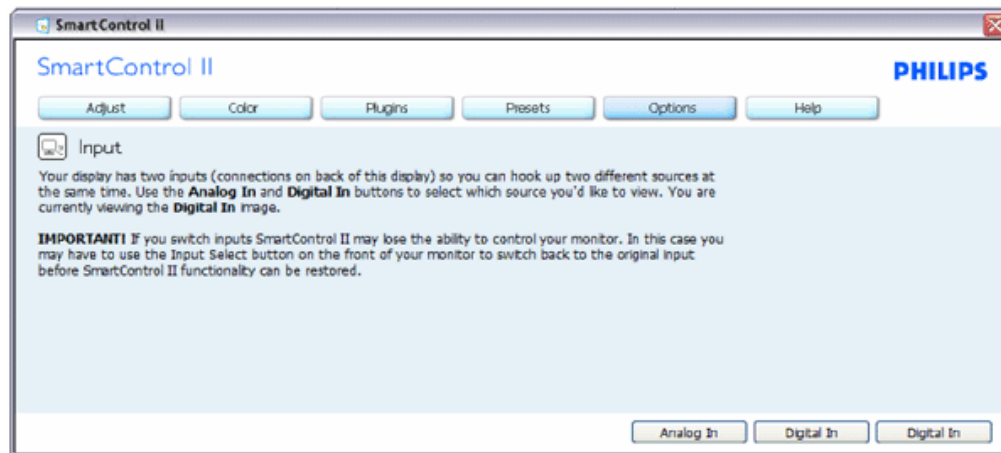 SmartControl II
SmartControl II
PHILIPS
Adjust
Color
Plugins
Presets
Options
Help
Input
Your display has two inputs (connections on back of this display) so you can hook up two different sources at
the same time. Use the Analog In and Digital In buttons to select which source you'd like to view. You are
currently viewing the Digital In image.
IMPORTANT! If you switch inputs SmartControl II may lose the ability to control your monitor. In this case you
may have to use the Input Select button on the front of your monitor to switch back to the original input
before SmartControl II functionality can be restored.
Analog In
Digital In
Digital In